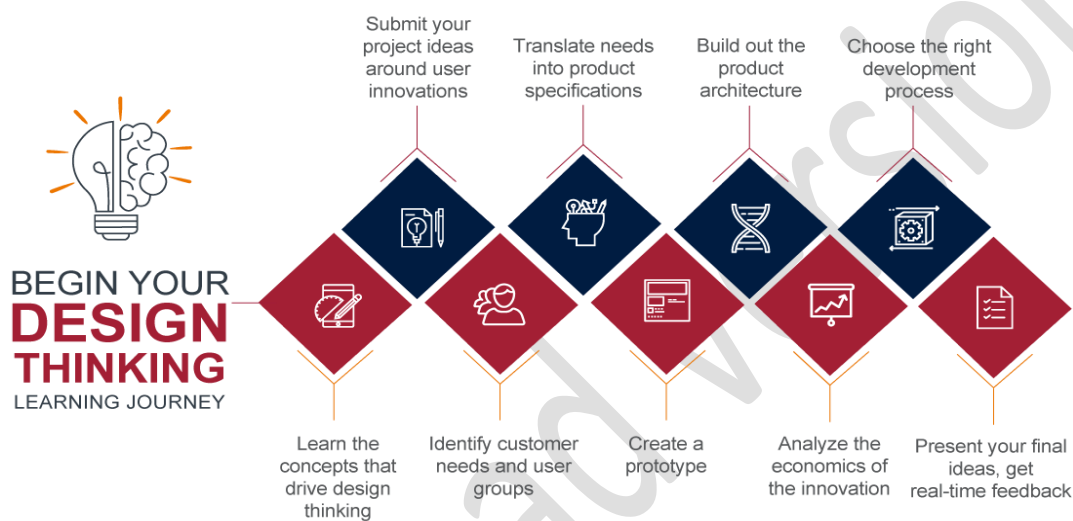 Submit your
project ideas
around user
innovations
Translate needs
into product
specifications
Build out the
product
architecture
Choose the right
development
process
BEGIN YOUR
DESIGN
THINKING
LEARNING JOURNEY
Learn the
concepts that
drive design
thinking
Identify customer
needs and user
groups
Create a
prototype
Analyze the
economics of
the innovation
Present your final
ideas, get
real-time feedback